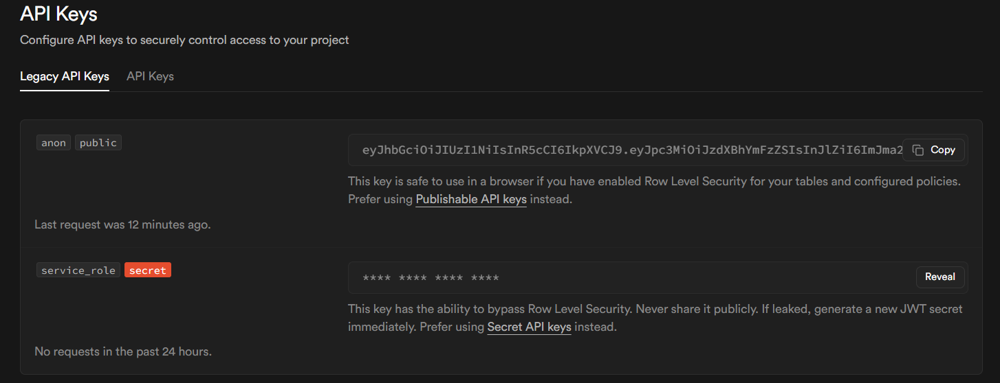 API Keys
Configure API keys to securely control access to your project
Legacy API Keys API Keys
anon public
eyJhbGciOiJIUzI1NiIsInR5cCI6IkpXVCJ9.eyJpc3MiOiJzdXBhYmFzZSIsInJlZiI6ImJma2 Copy
This key is safe to use in a browser if you have enabled Row Level Security for your tables and configured policies.
Prefer using Publishable API keys instead.
Last request was 12 minutes ago.
service_role secret
**** **** **** **** Reveal
This key has the ability to bypass Row Level Security. Never share it publicly. If leaked, generate a new JWT secret
immediately. Prefer using Secret API keys instead.
No requests in the past 24 hours.